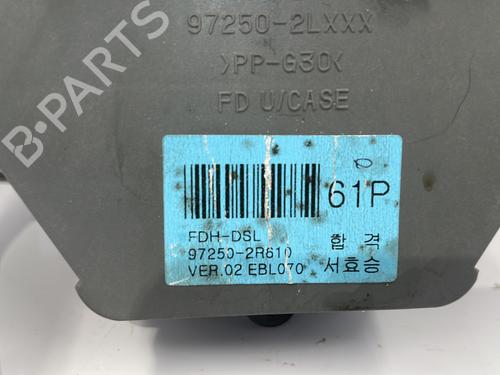 97250-2LXXX
>PP-G30<
FD U/CASE
61P
FDH-DSL
합격
97250-2R610
VER.02 EBL070
서효승
B-PARTS